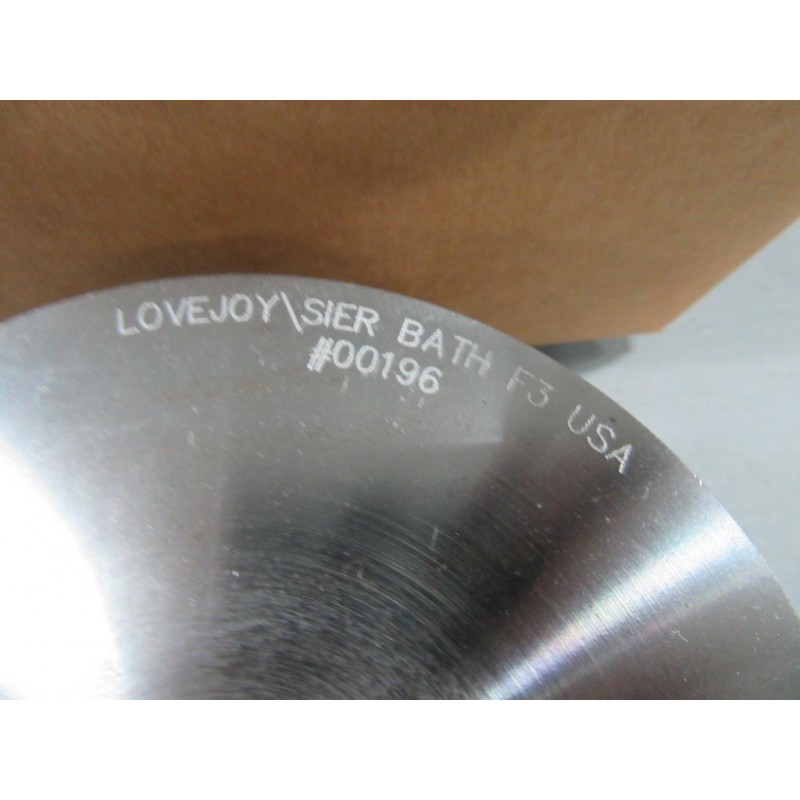 LOVEJOY\SIER BATH F3 USA
#00196